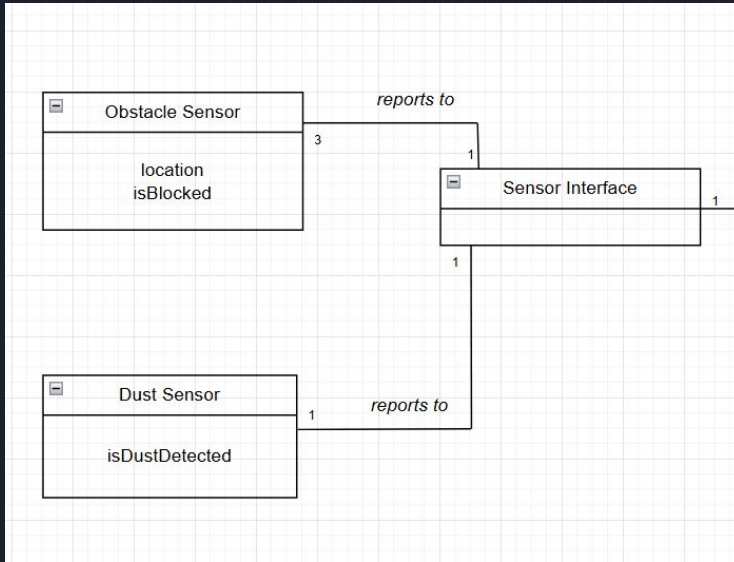 reports to
Obstacle Sensor
3
1
location
isBlocked
Sensor Interface
1
1
Dust Sensor
1
reports to
isDustDetected